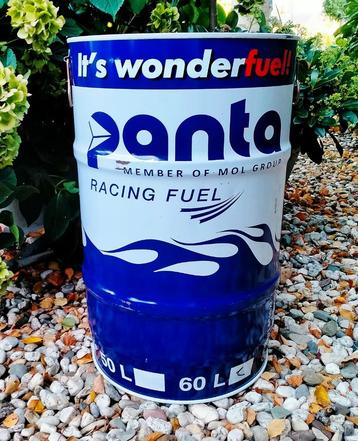 It's wonderfuel!
panta
MEMBER OF MOL GROUP
RACING FUEL
50 L
60 L